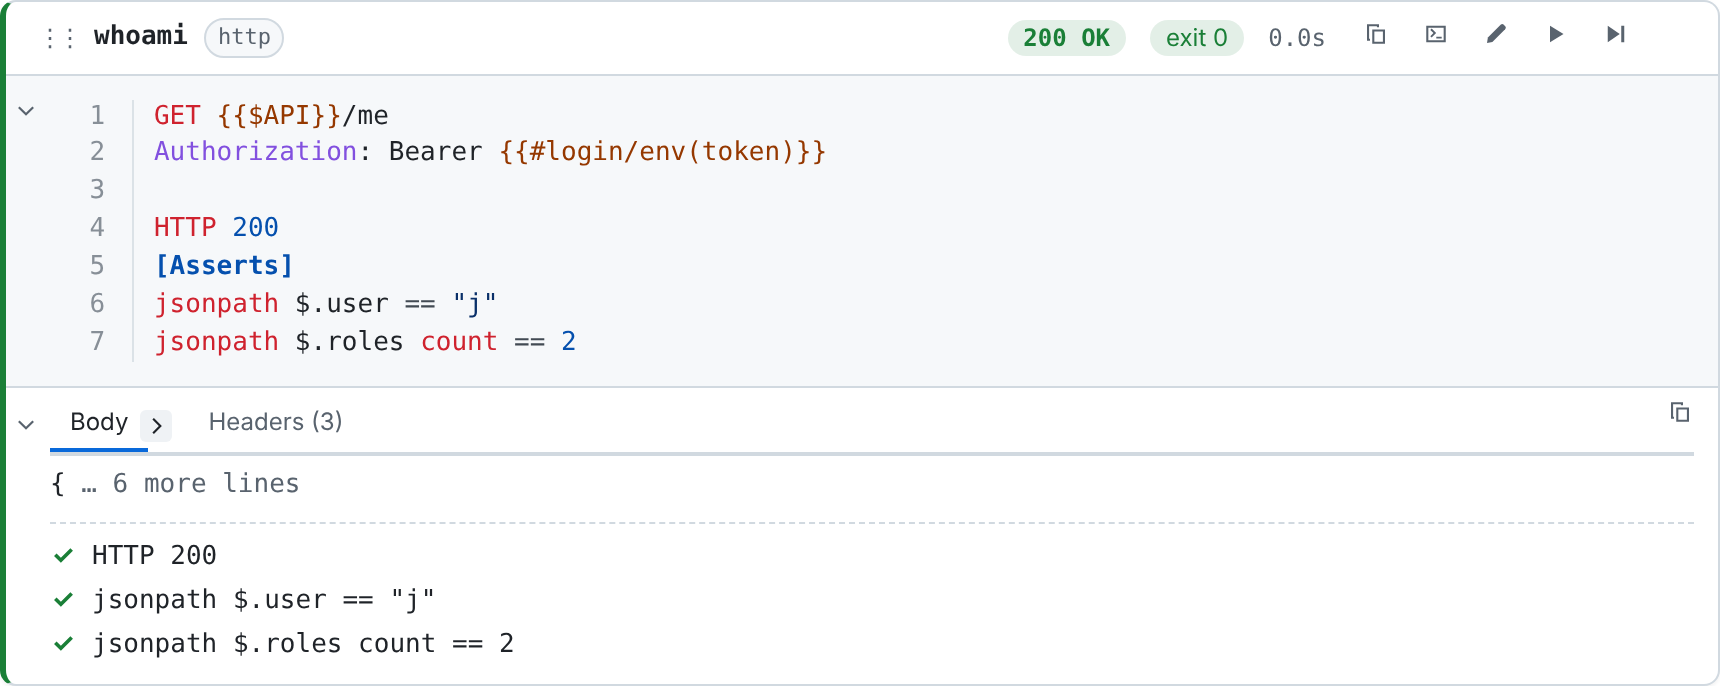 whoami http 200 OK exit 0 0.0s
1 GET {{$API}}/me
2 Authorization: Bearer {{#login/env(token)}}
3
4 HTTP 200
5 [Asserts]
6 jsonpath $.user == "j"
7 jsonpath $.roles count == 2
Body Headers (3)
{ … 6 more lines
HTTP 200
jsonpath $.user == "j"
jsonpath $.roles count == 2